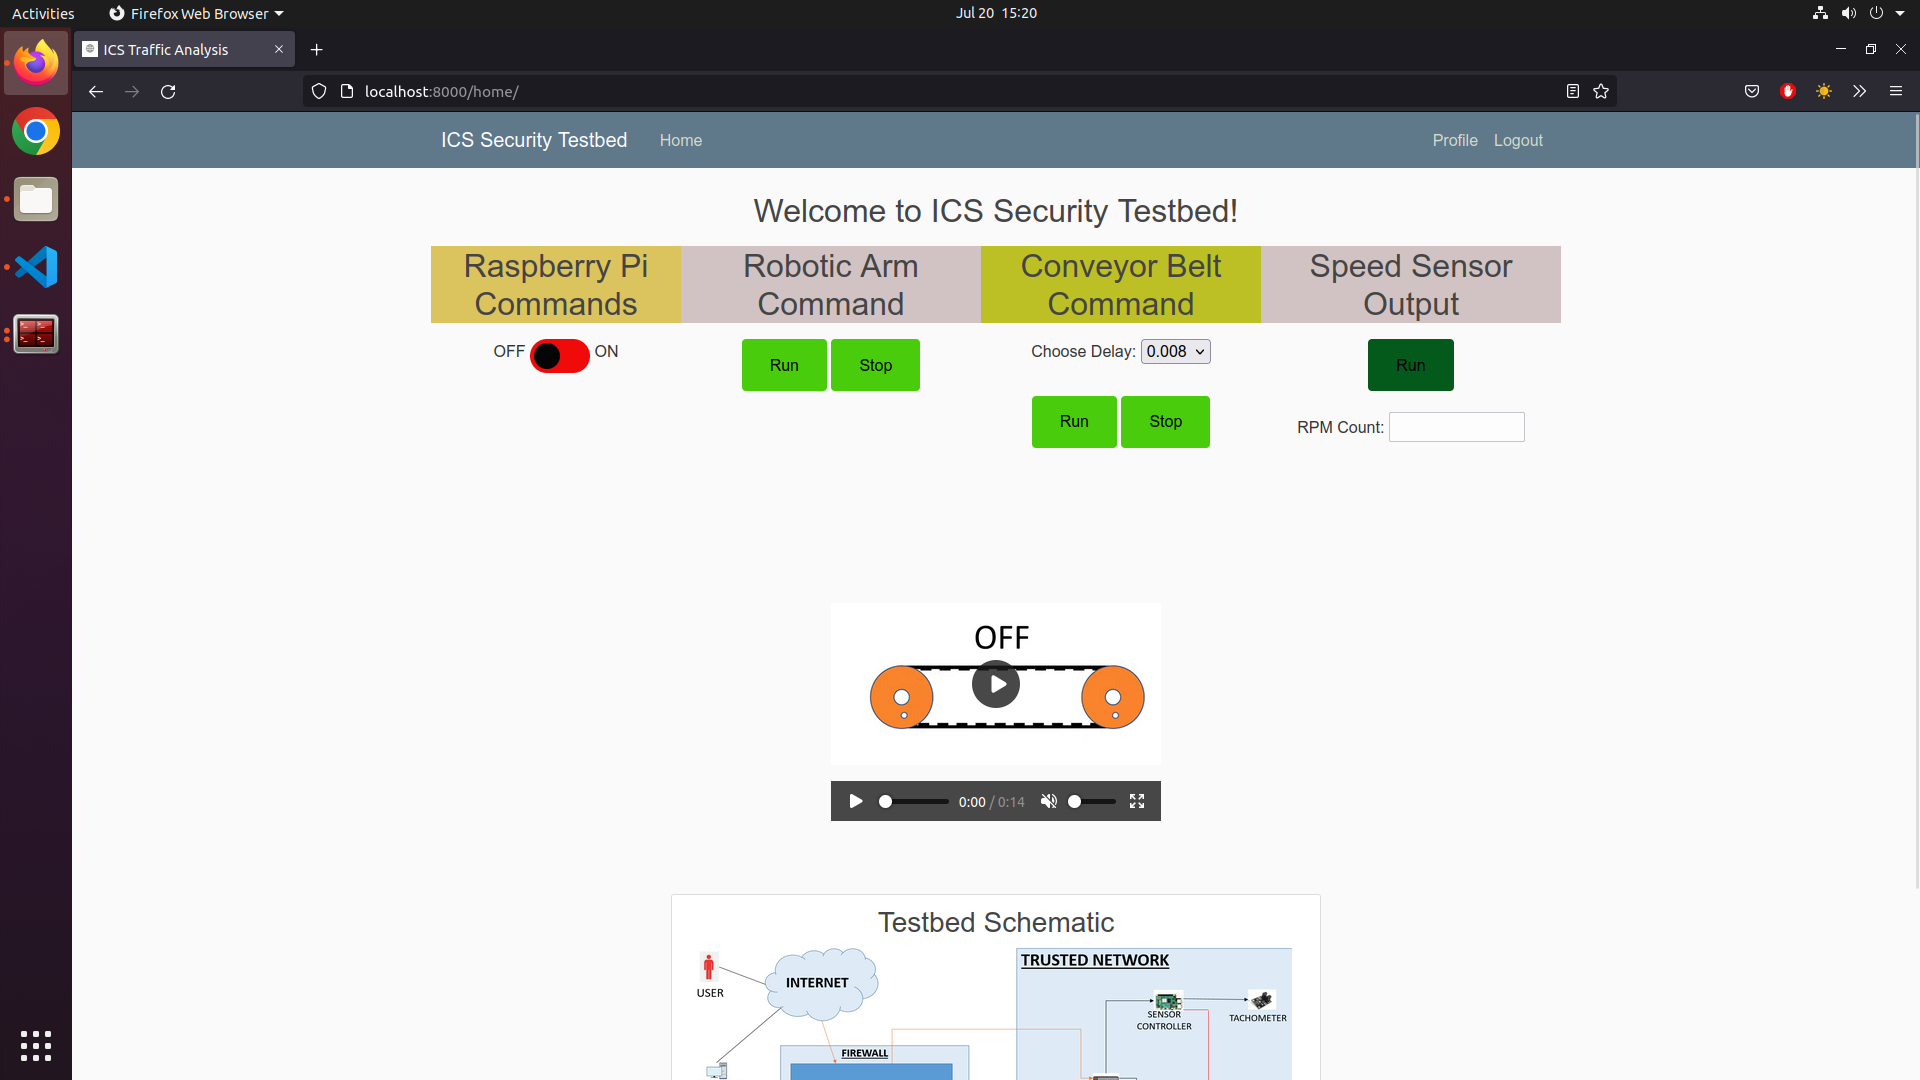 Activities
Firefox Web Browser
Jul 20 15:20
ICS Traffic Analysis
localhost:8000/home/
ICS Security Testbed
Home
Profile
Logout
Welcome to ICS Security Testbed!
Raspberry Pi
Commands
Robotic Arm
Command
Conveyor Belt
Command
Speed Sensor
Output
OFF
ON
Run
Stop
Choose Delay: 0.008
Run
Stop
Run
RPM Count:
OFF
0:00 / 0:14
Testbed Schematic
USER
INTERNET
FIREWALL
TRUSTED NETWORK
SENSOR
CONTROLLER
TACHOMETER